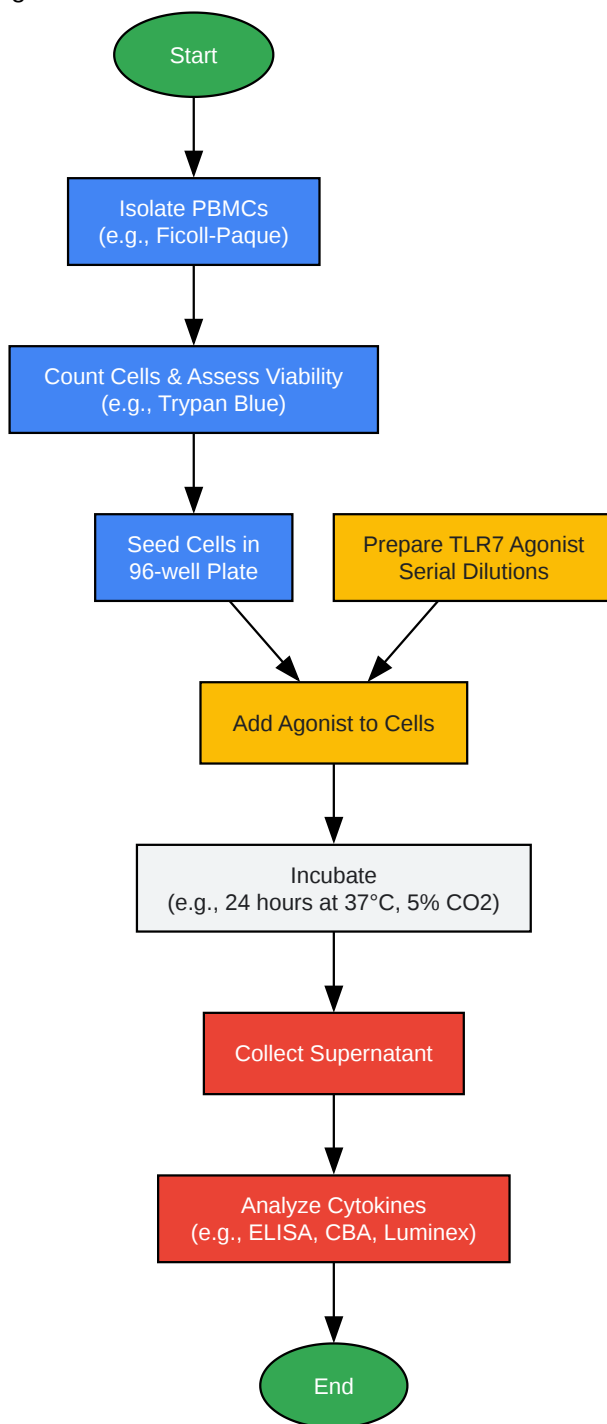 Start
Isolate PBMCs
(e.g., Ficoll-Paque)
Count Cells & Assess Viability
(e.g., Trypan Blue)
Seed Cells in
96-well Plate
Prepare TLR7 Agonist
Serial Dilutions
Add Agonist to Cells
Incubate
(e.g., 24 hours at 37°C, 5% CO2)
Collect Supernatant
Analyze Cytokines
(e.g., ELISA, CBA, Luminex)
End